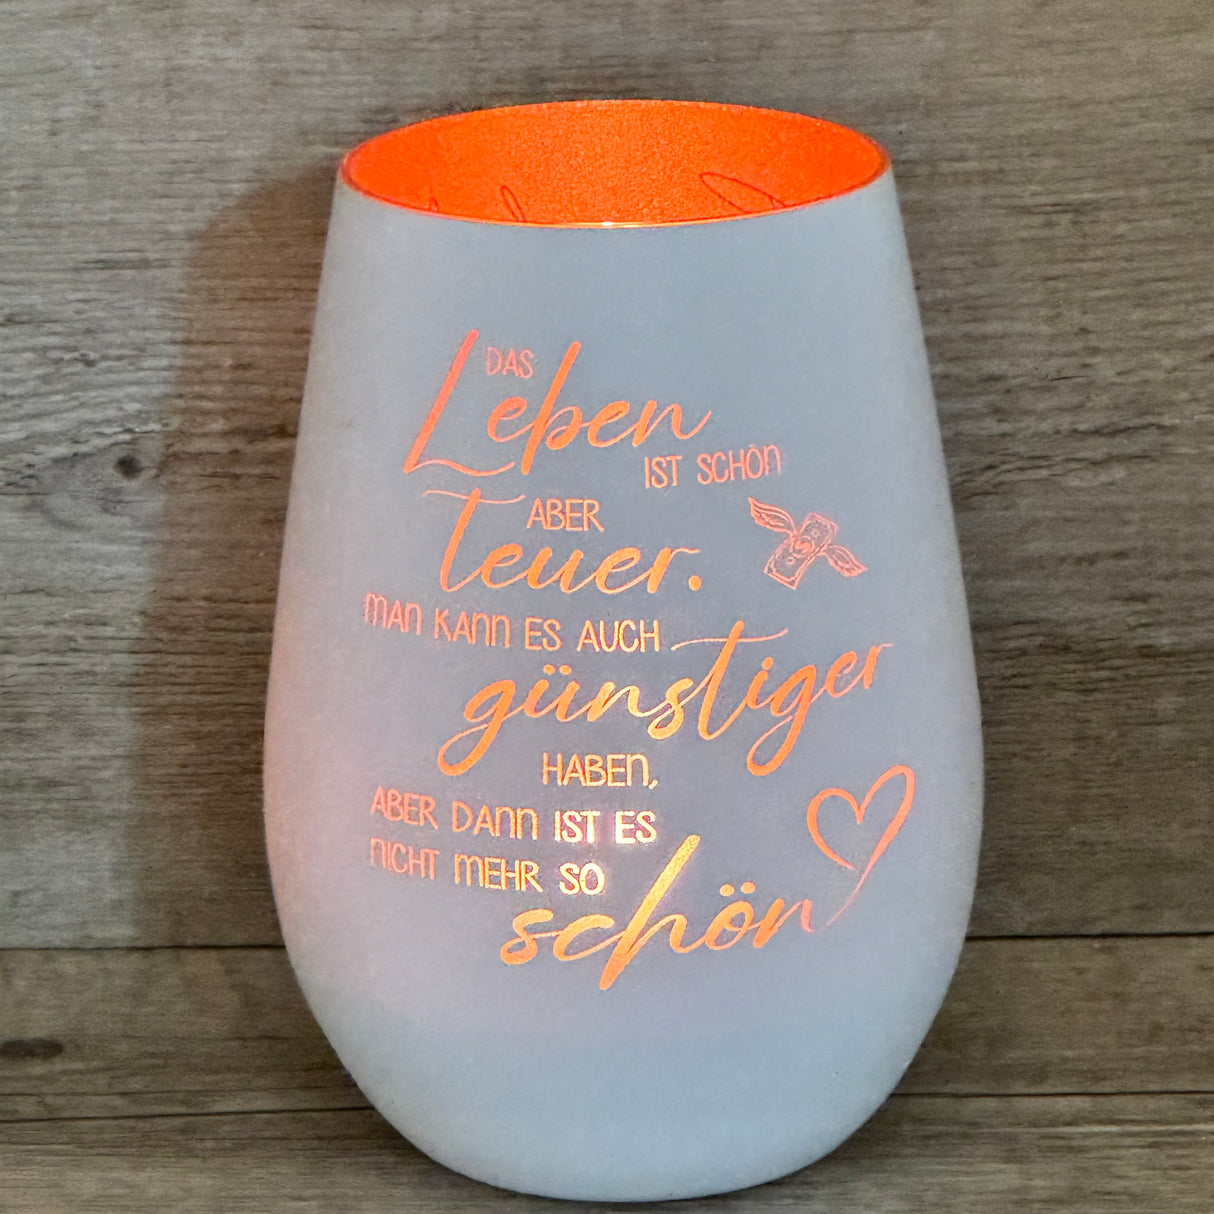 DAS
Leben
IST SCHÖN
ABER
teuer.
MAN KANN ES AUCH
günstiger
HABEN,
ABER DANN IST ES
NICHT MEHR SO
schön